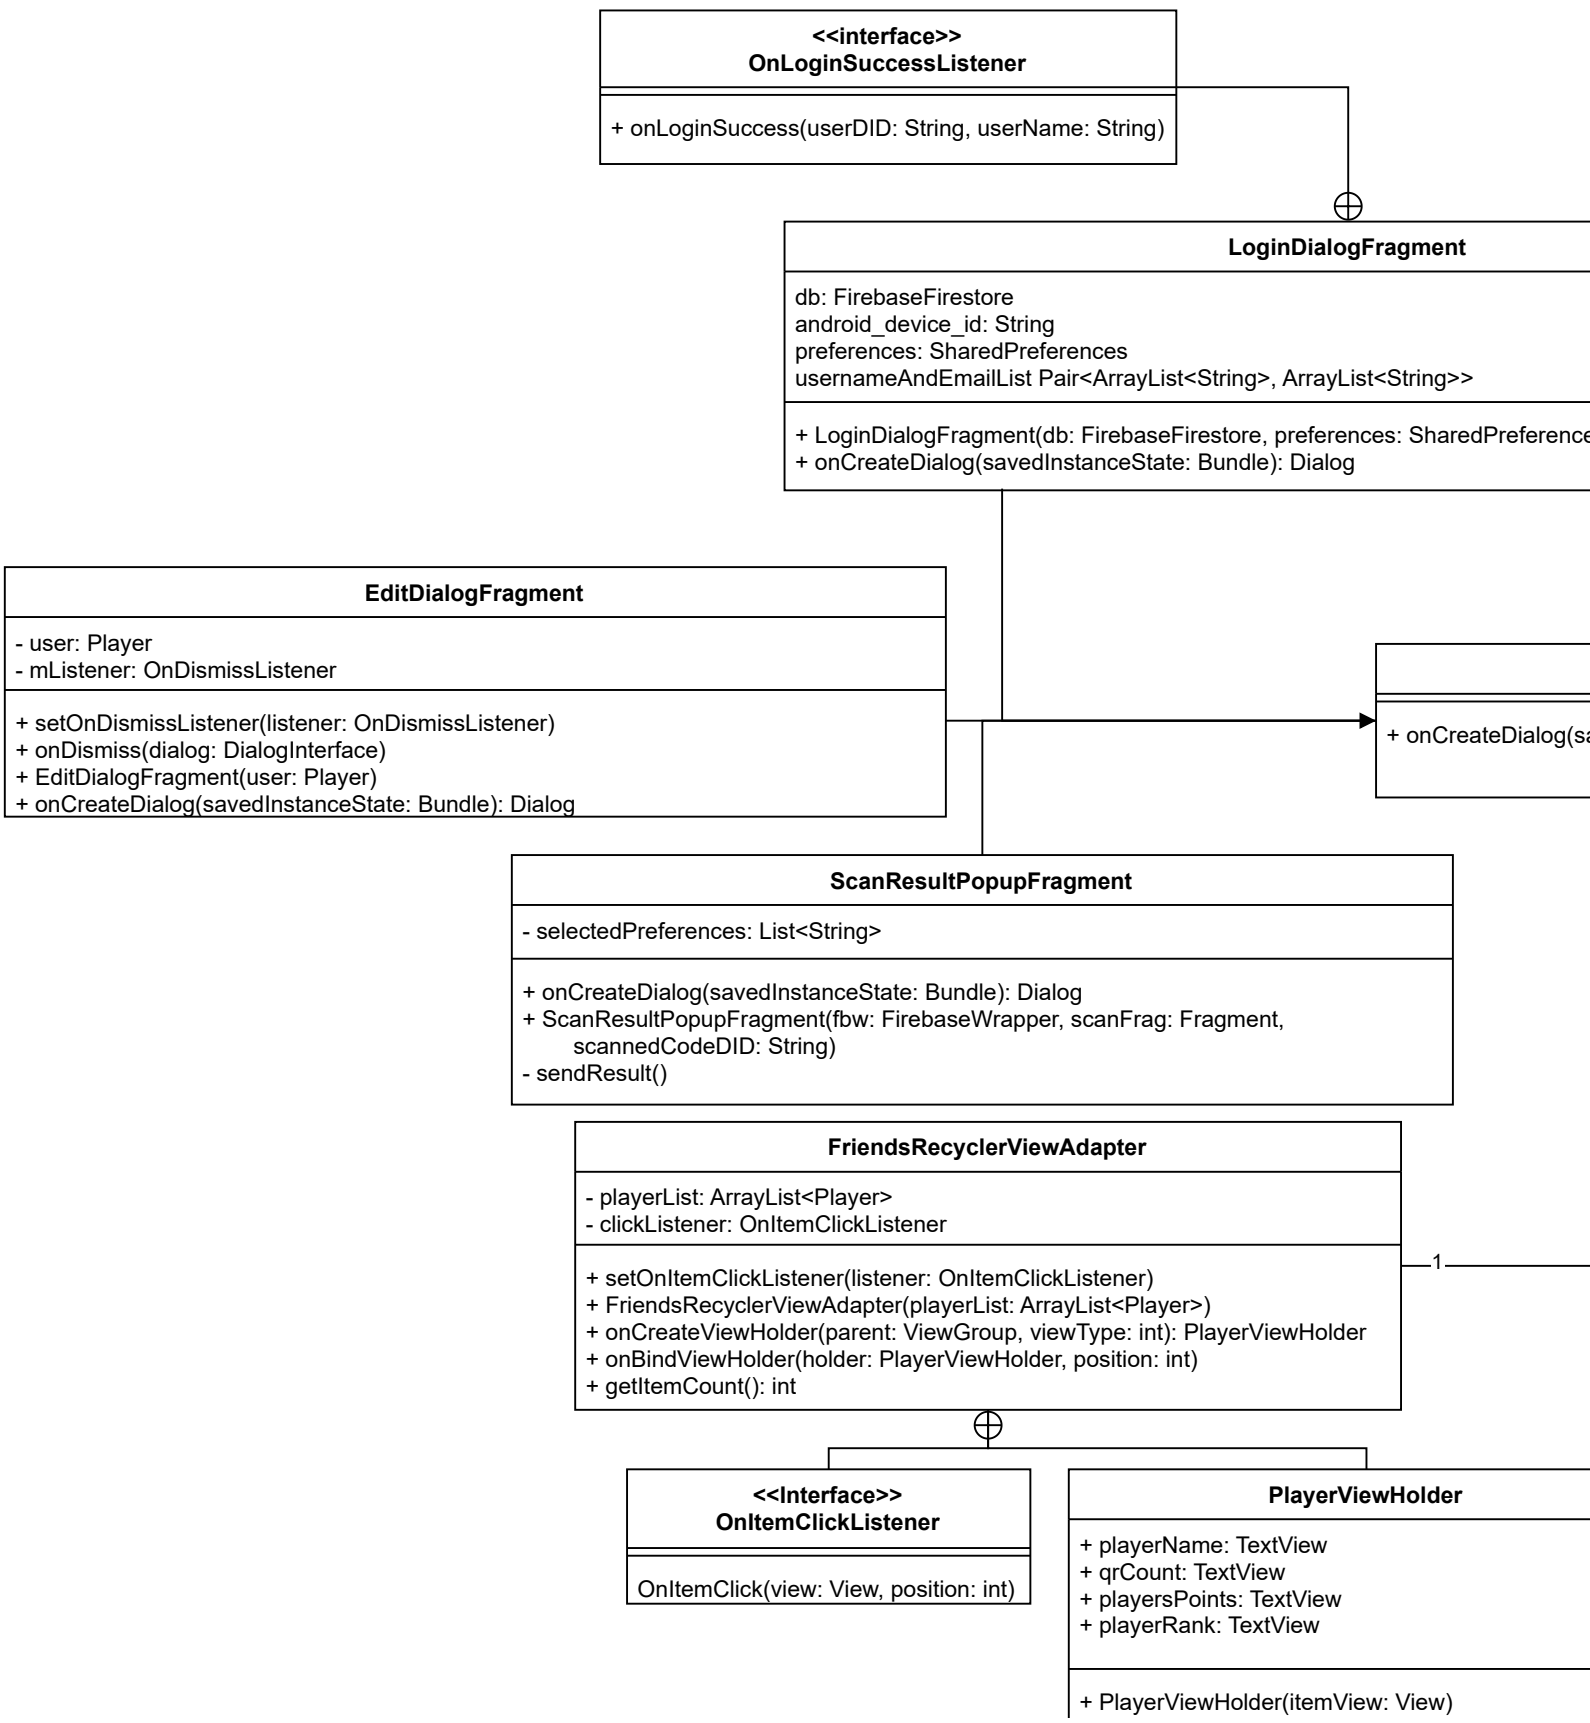 <<interface>>
OnLoginSuccessListener
+ onLoginSuccess(userDID: String, userName: String)
LoginDialogFragment
db: FirebaseFirestore
android_device_id: String
preferences: SharedPreferences
usernameAndEmailList Pair<ArrayList<String>, ArrayList<String>>
+ LoginDialogFragment(db: FirebaseFirestore, preferences: SharedPreference
+ onCreateDialog(savedInstanceState: Bundle): Dialog
EditDialogFragment
- user: Player
- mListener: OnDismissListener
+ setOnDismissListener(listener: OnDismissListener)
+ onDismiss(dialog: DialogInterface)
+ EditDialogFragment(user: Player)
+ onCreateDialog(savedInstanceState: Bundle): Dialog
+ onCreateDialog(sa
ScanResultPopupFragment
- selectedPreferences: List<String>
+ onCreateDialog(savedInstanceState: Bundle): Dialog
+ ScanResultPopupFragment(fbw: FirebaseWrapper, scanFrag: Fragment,
scannedCodeDID: String)
- sendResult()
FriendsRecyclerViewAdapter
- playerList: ArrayList<Player>
- clickListener: OnItemClickListener
+ setOnItemClickListener(listener: OnItemClickListener)
+ FriendsRecyclerViewAdapter(playerList: ArrayList<Player>)
+ onCreateViewHolder(parent: ViewGroup, viewType: int): PlayerViewHolder
+ onBindViewHolder(holder: PlayerViewHolder, position: int)
+ getItemCount(): int
1
<<Interface>>
OnItemClickListener
OnItemClick(view: View, position: int)
PlayerViewHolder
+ playerName: TextView
+ qrCount: TextView
+ playersPoints: TextView
+ playerRank: TextView
+ PlayerViewHolder(itemView: View)